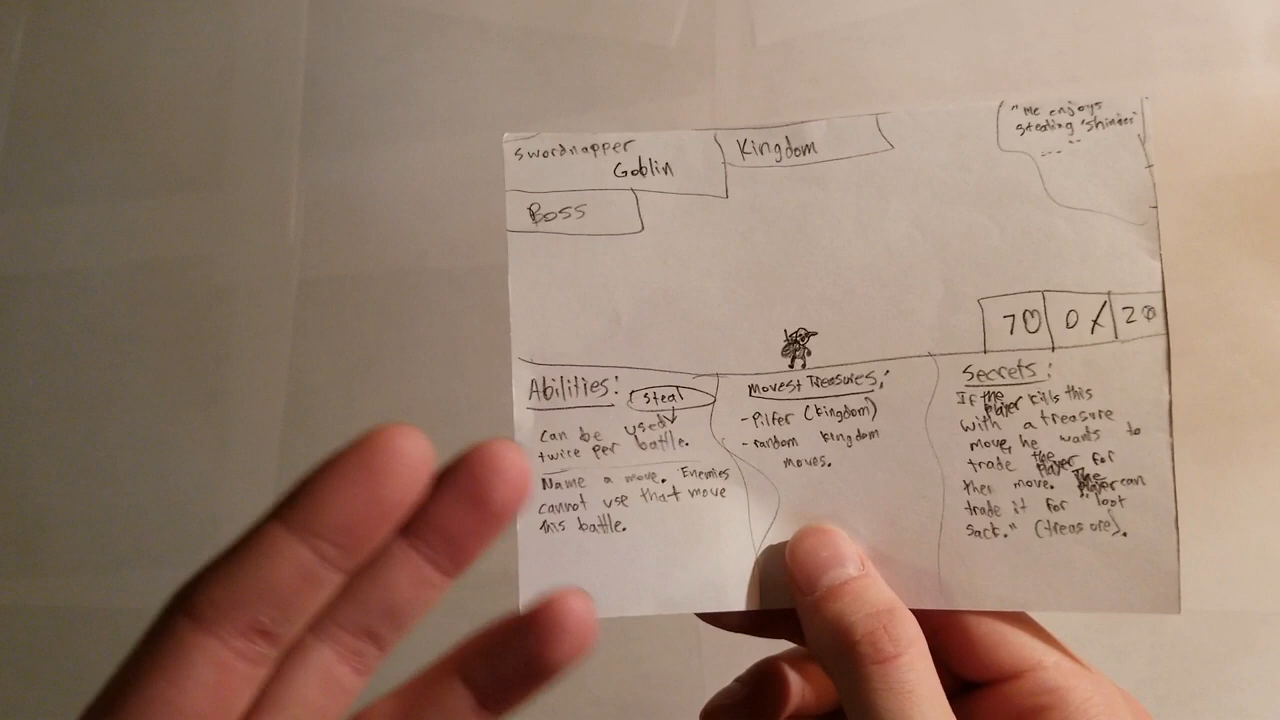 Swordnapper
Goblin
Kingdom
"Me enjoys
stealing 'shinies'
...."
Boss
70 0/ 20
Abilities:
Steal
can be used
twice per battle.
Name a move. Enemies
cannot use that move
this battle.
Moves + Treasures:
- Pilfer (kingdom)
- random kingdom
moves.
Secrets:
If the
player kills this
with a treasure
move, he wants to
trade the player for
their move. The
player can
trade it for "loot
sack." (treasure).